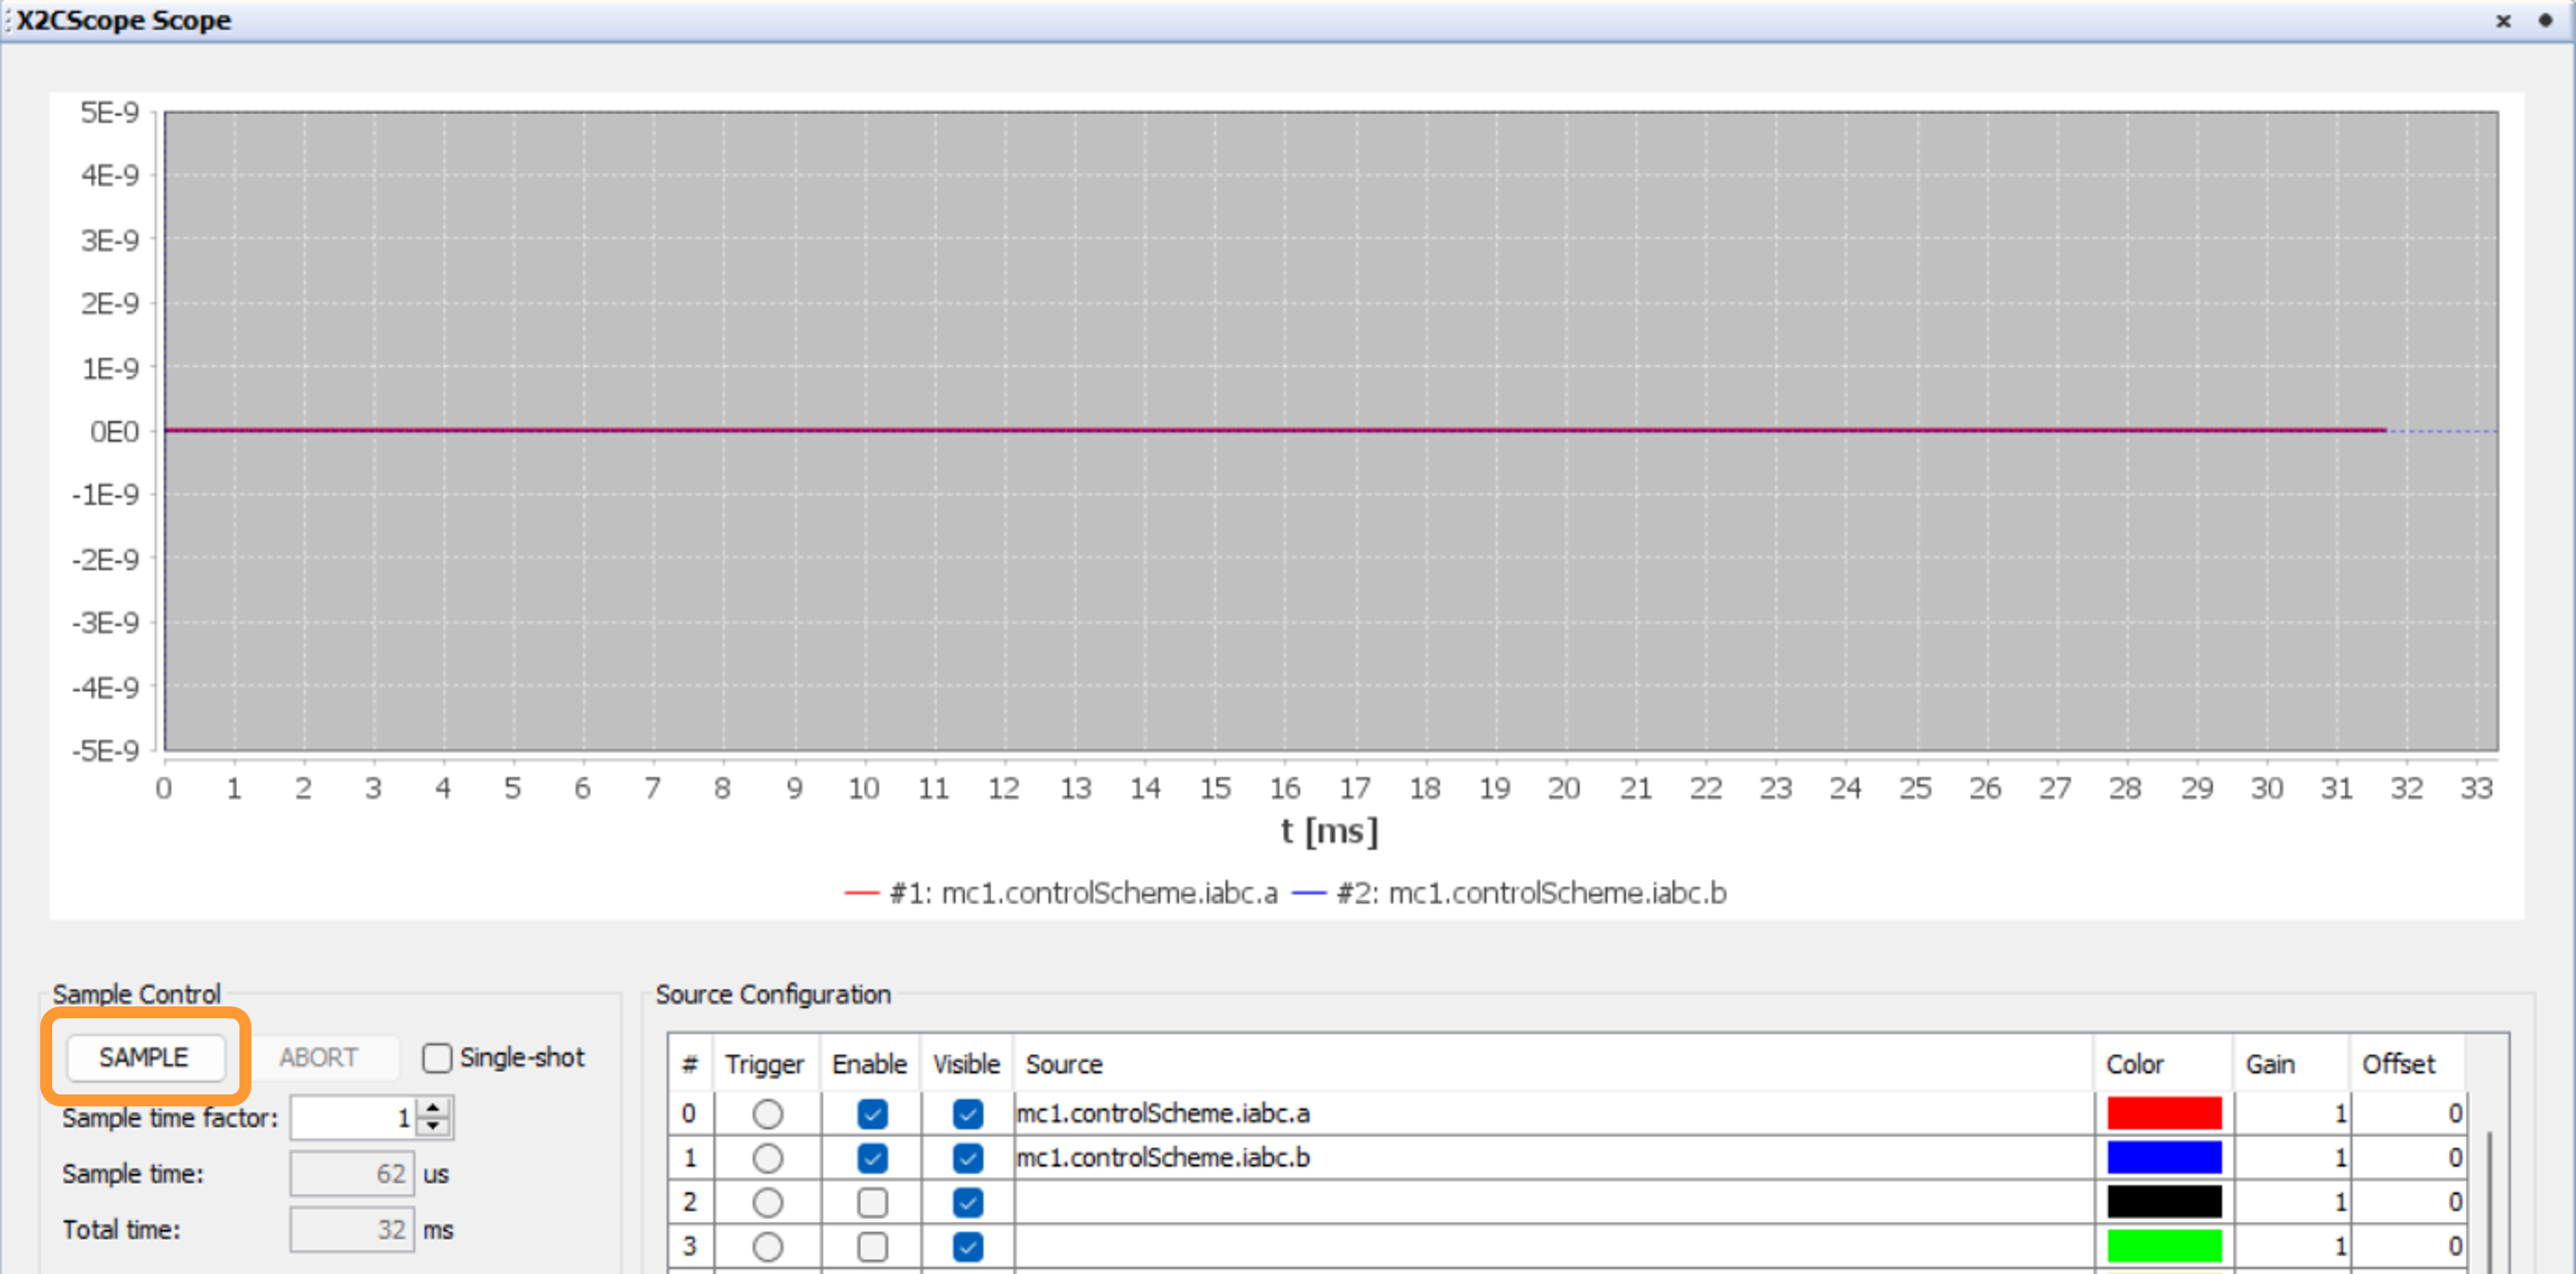 X2CScope Scope
5E-9
4E-9
3E-9
2E-9
1E-9
0E0
-1E-9
-2E-9
-3E-9
-4E-9
-5E-9
0 1 2 3 4 5 6 7 8 9 10 11 12 13 14 15 16 17 18 19 20 21 22 23 24 25 26 27 28 29 30 31 32 33
t [ms]
#1: mc1.controlScheme.iabc.a #2: mc1.controlScheme.iabc.b
Sample Control
SAMPLE ABORT Single-shot
Sample time factor: 1
Sample time: 62 us
Total time: 32 ms
Source Configuration
# Trigger Enable Visible Source Color Gain Offset
0 mc1.controlScheme.iabc.a 1 0
1 mc1.controlScheme.iabc.b 1 0
2 1 0
3 1 0